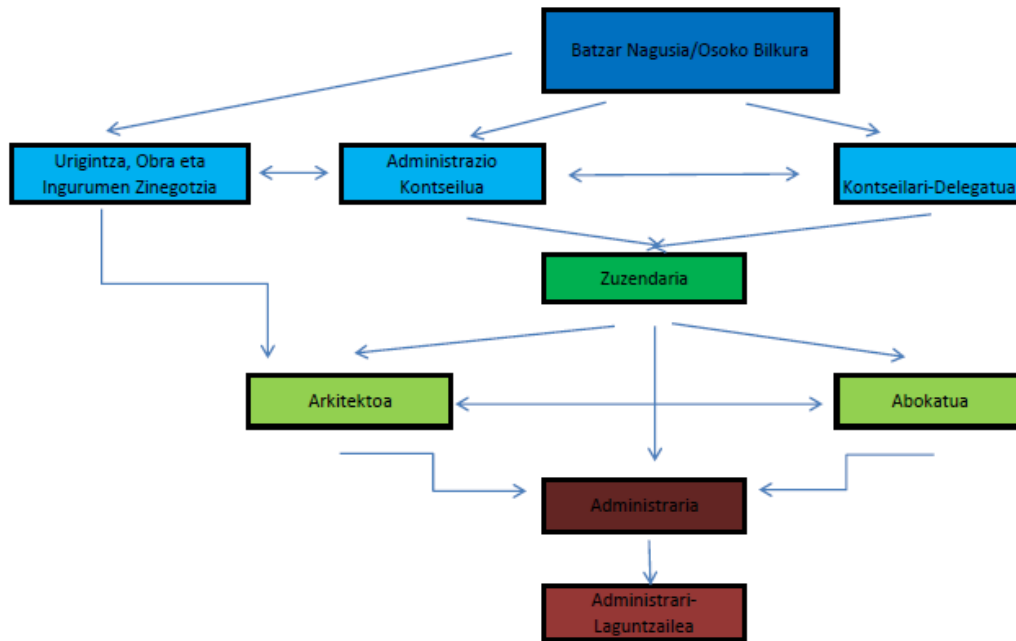 Batzar Nagusia/Osoko Bilkura
Urigintza, Obra eta
Ingurumen Zinegotzia
Administrazio
Kontseilua
Kontseilari-Delegatua
Zuzendaria
Arkitektoa
Abokatua
Administraria
Administrari-
Laguntzailea